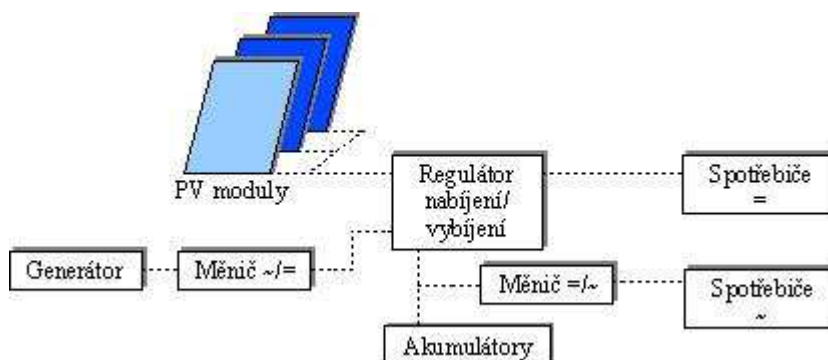 PV moduly
Regulátor
nabíjení/
vybíjení
Spotřebiče
=
Generátor
Měnič ~/=
Měnič =/~
Spotřebiče
~
Akumulátory